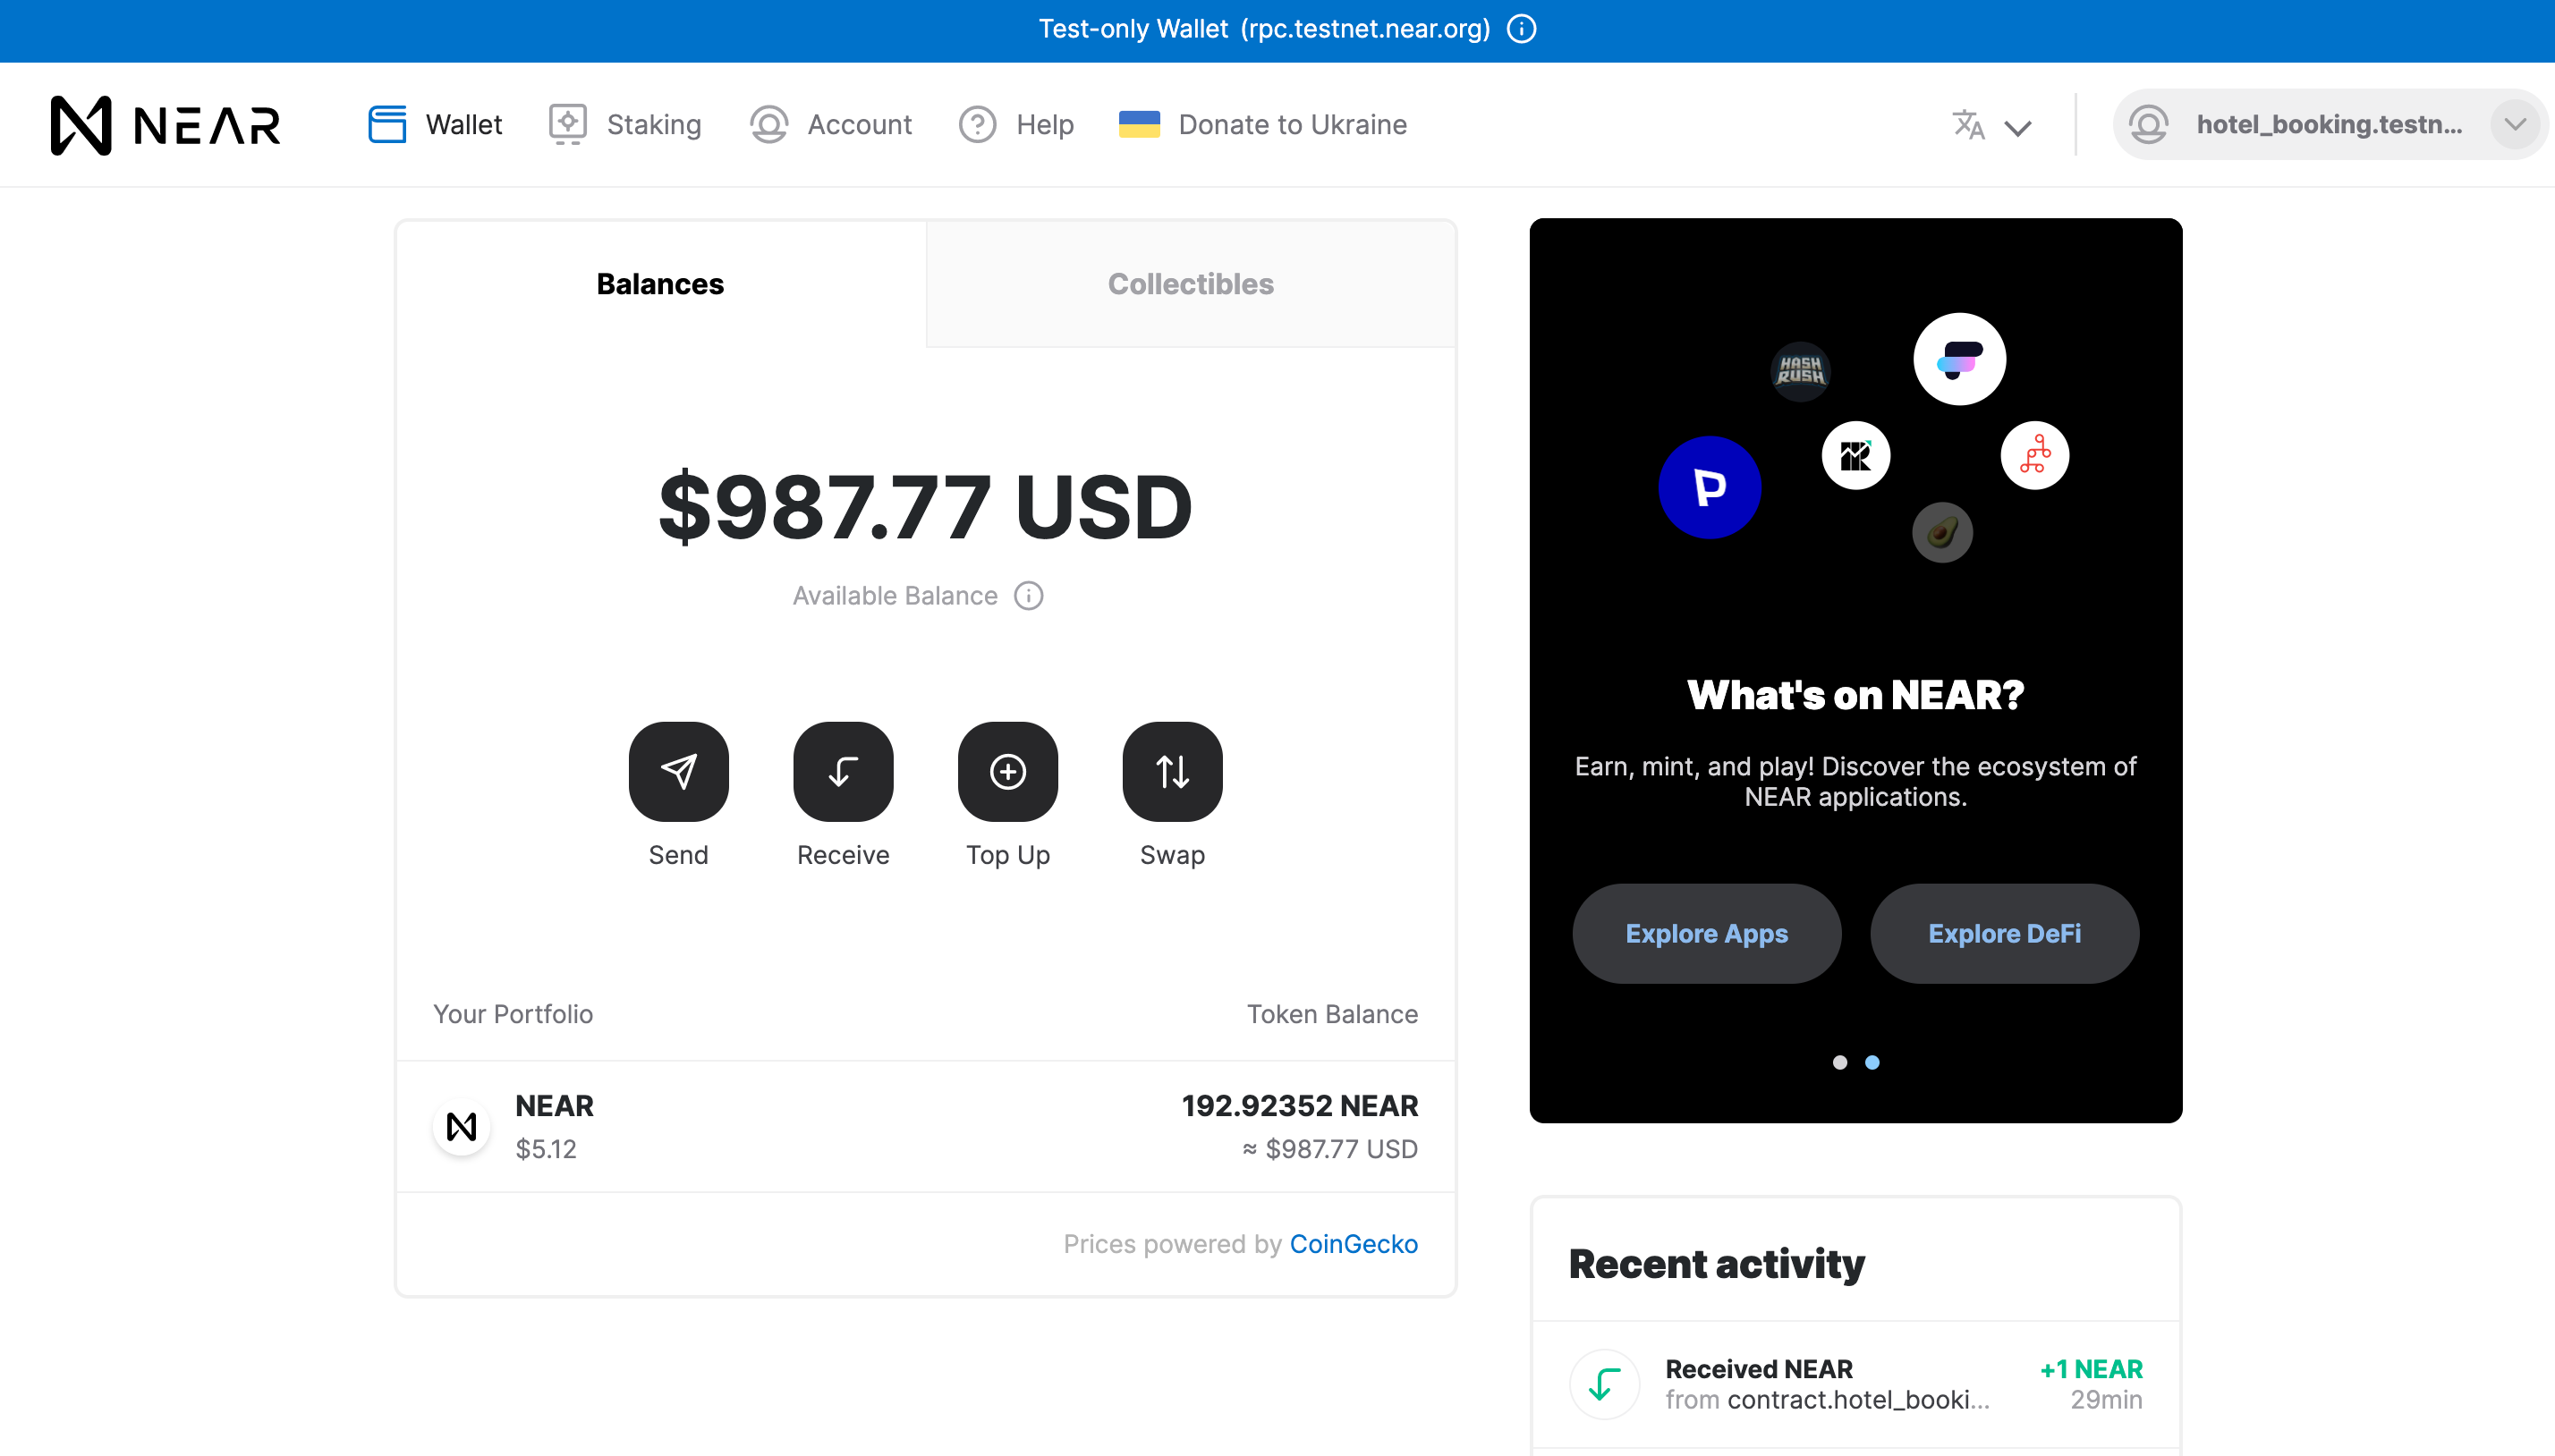 Test-only Wallet (rpc.testnet.near.org)
NEAR
Wallet
Staking
Account
Help
Donate to Ukraine
hotel_booking.testn...
Balances
Collectibles
$987.77 USD
Available Balance
Send
Receive
Top Up
Swap
Your Portfolio
Token Balance
NEAR
192.92352 NEAR
$5.12
≈ $987.77 USD
Prices powered by CoinGecko
HASH
RUSH
What's on NEAR?
Earn, mint, and play! Discover the ecosystem of
NEAR applications.
Explore Apps
Explore DeFi
Recent activity
Received NEAR
+1 NEAR
from contract.hotel_booki...
29min